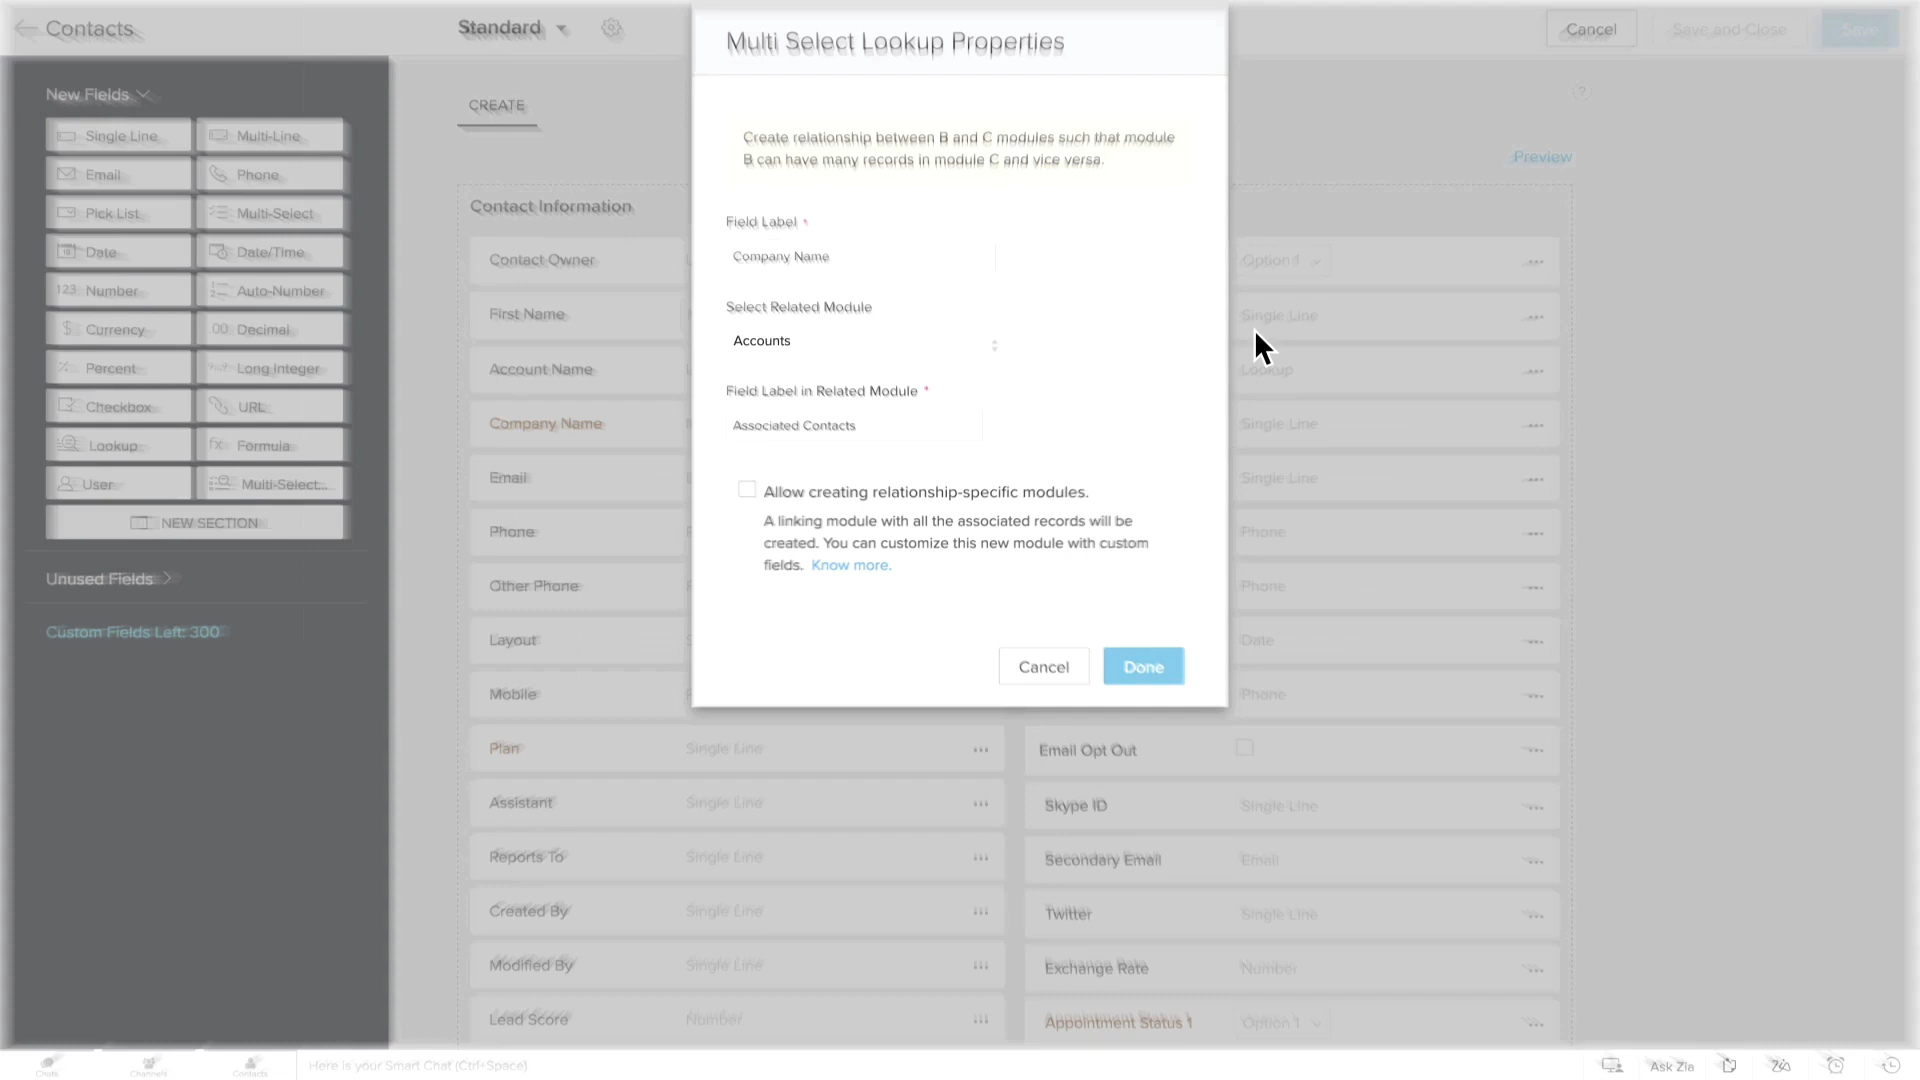 Contacts
Standard
Cancel
Save and Close
Save
New Fields
Single Line
Multi-Line
Email
Phone
Pick List
Multi-Select
Date
Date/Time
123 Number
Auto-Number
$ Currency
.00 Decimal
% Percent
Long Integer
Checkbox
URL
Lookup
fx Formula
User
Multi-Select...
NEW SECTION
Unused Fields
Custom Fields Left: 300
CREATE
?
Preview
Contact Information
Contact Owner
Option 1
First Name
Single Line
Account Name
Lookup
Company Name
Single Line
Email
Single Line
Phone
Phone
Other Phone
Phone
Layout
Date
Mobile
Phone
Plan
Single Line
Email Opt Out
Assistant
Single Line
Skype ID
Single Line
Reports To
Single Line
Secondary Email
Email
Created By
Single Line
Twitter
Single Line
Modified By
Single Line
Exchange Rate
Number
Lead Score
Number
Appointment Status 1
Option 1
Multi Select Lookup Properties
Create relationship between B and C modules such that module
B can have many records in module C and vice versa.
Field Label *
Company Name
Select Related Module
Accounts
Field Label in Related Module *
Associated Contacts
Allow creating relationship-specific modules.
A linking module with all the associated records will be
created. You can customize this new module with custom
fields. Know more.
Cancel
Done
Chats
Channels
Contacts
Here is your Smart Chat (Ctrl+Space)
Ask Zia